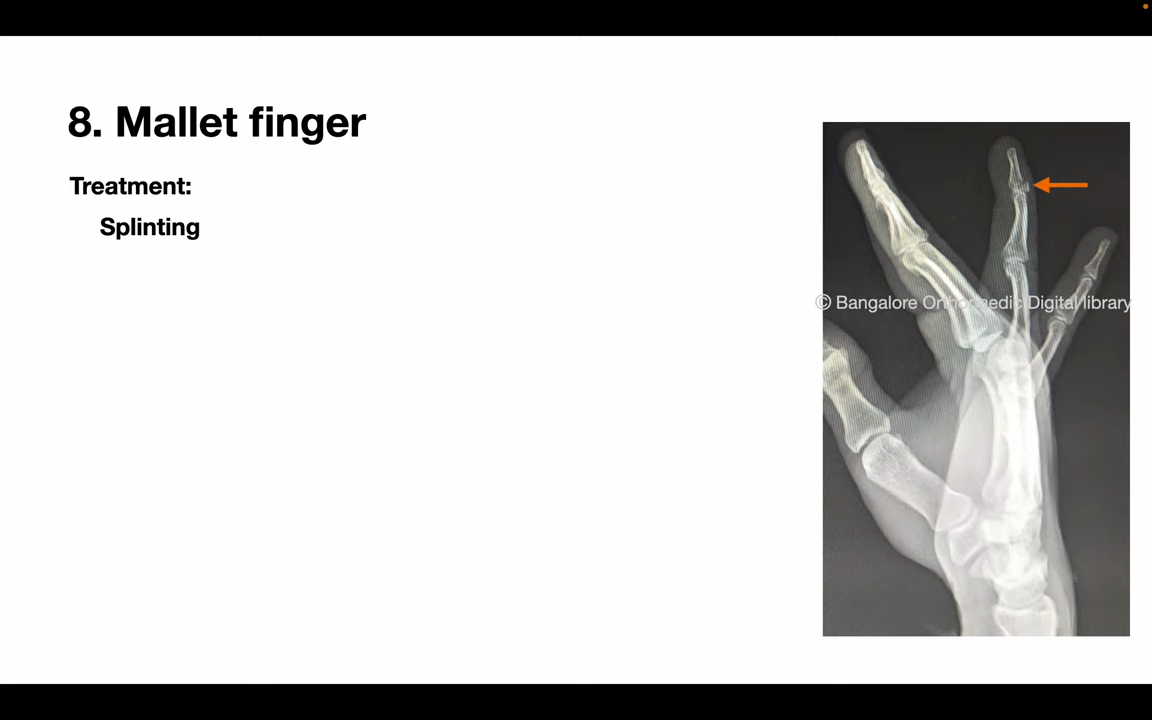 8. Mallet finger
Treatment:
Splinting
© Bangalore Orthopaedic Digital library